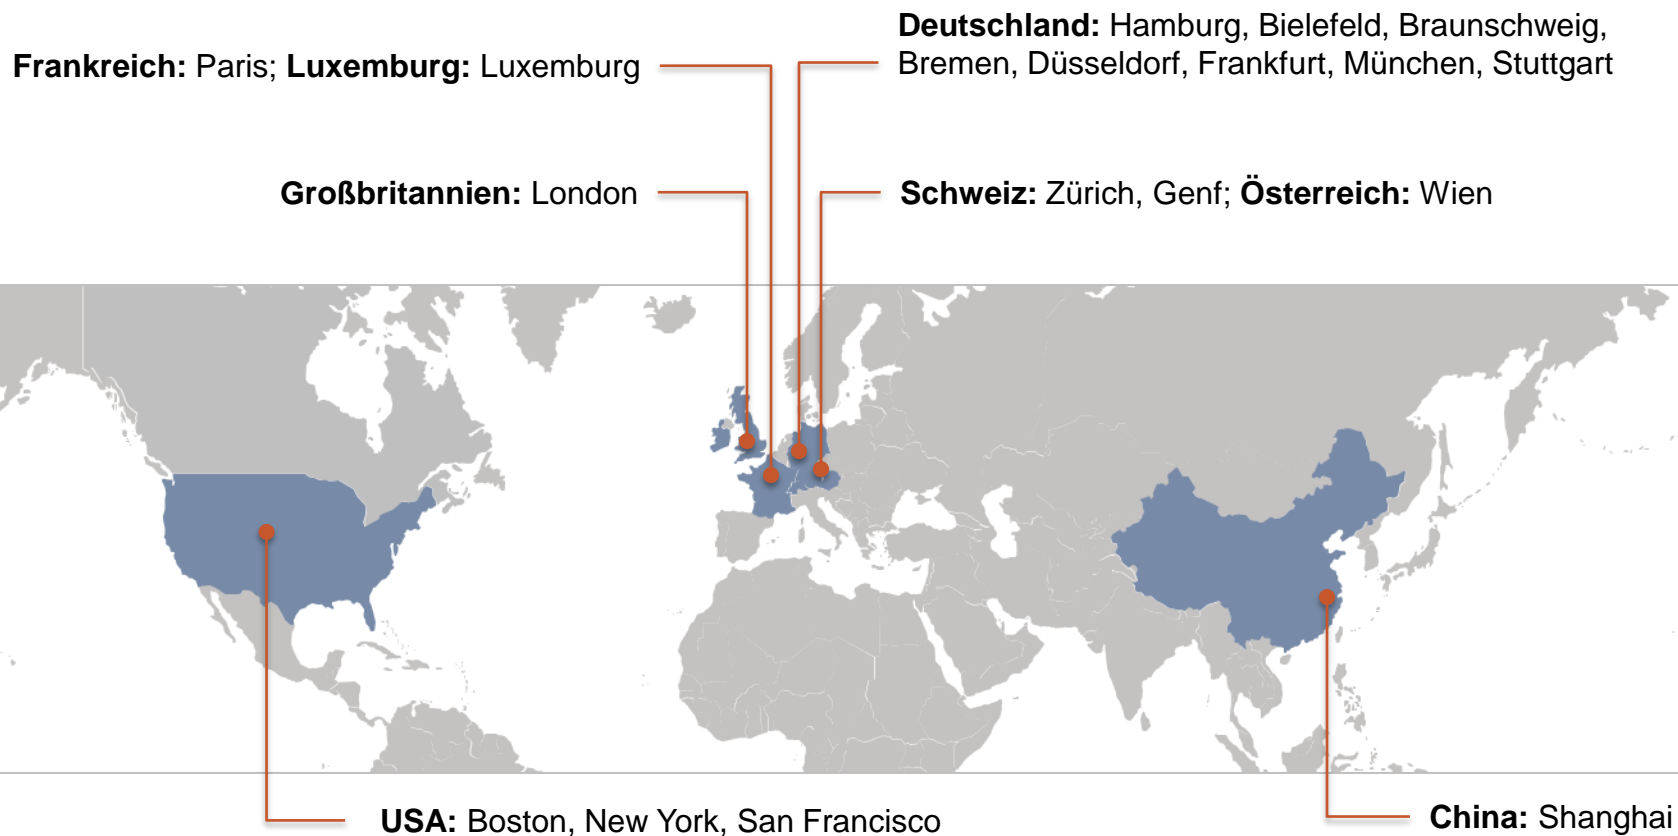 Deutschland: Hamburg, Bielefeld, Braunschweig,
Bremen, Düsseldorf, Frankfurt, München, Stuttgart
Frankreich: Paris; Luxemburg: Luxemburg
Großbritannien: London
Schweiz: Zürich, Genf; Österreich: Wien
USA: Boston, New York, San Francisco
China: Shanghai